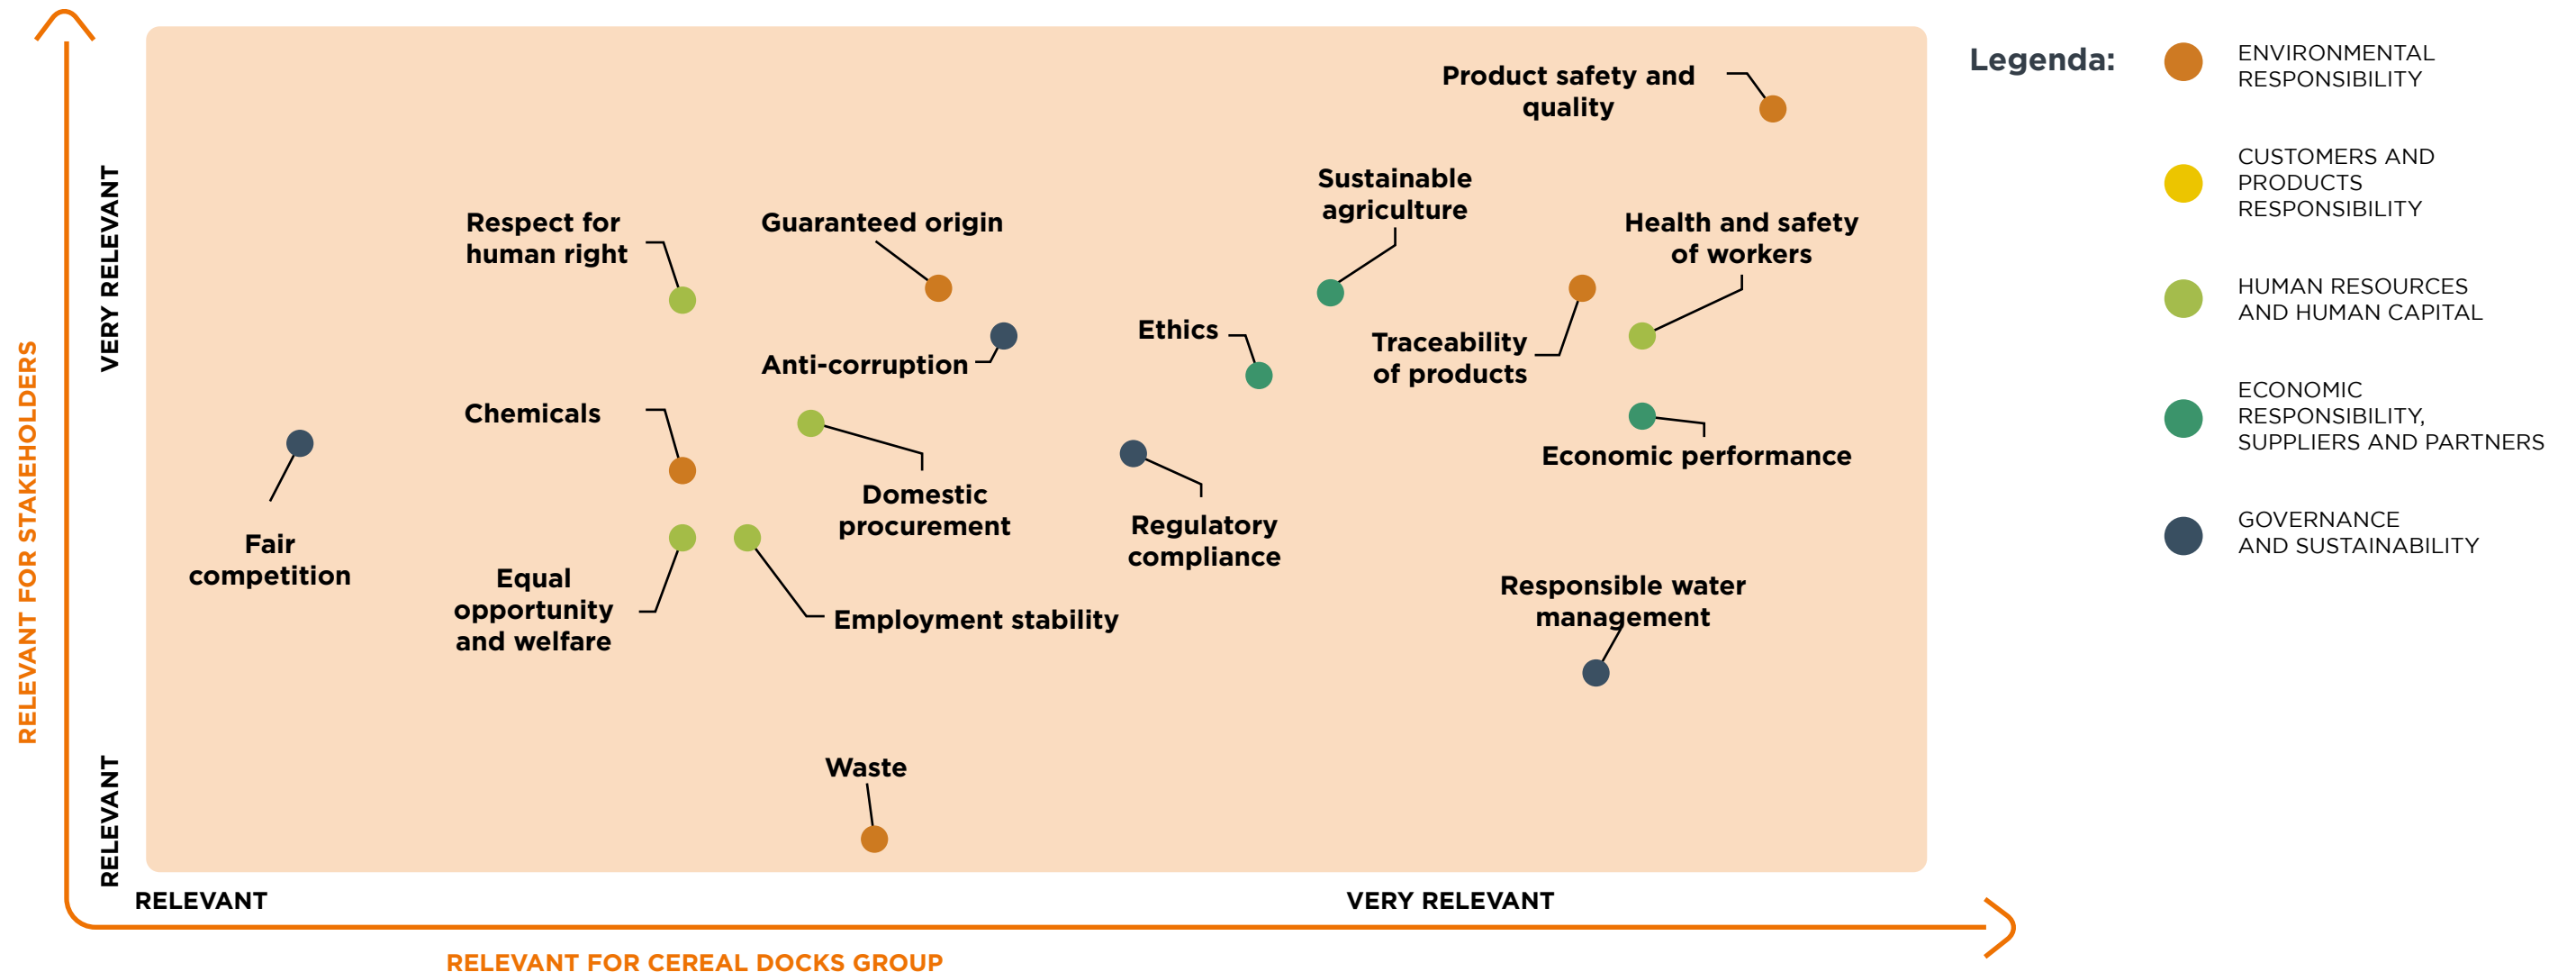 Product safety and
quality
Sustainable
agriculture
Respect for
human right
Guaranteed origin
Health and safety
of workers
Ethics
Traceability
of products
Anti-corruption
Chemicals
Economic performance
Domestic
procurement
Regulatory
compliance
Fair
competition
Equal
opportunity
and welfare
Employment stability
Responsible water
management
Waste
RELEVANT FOR STAKEHOLDERS
VERY RELEVANT
RELEVANT
RELEVANT
VERY RELEVANT
RELEVANT FOR CEREAL DOCKS GROUP
Legenda:
ENVIRONMENTAL
RESPONSIBILITY
CUSTOMERS AND
PRODUCTS
RESPONSIBILITY
HUMAN RESOURCES
AND HUMAN CAPITAL
ECONOMIC
RESPONSIBILITY,
SUPPLIERS AND PARTNERS
GOVERNANCE
AND SUSTAINABILITY